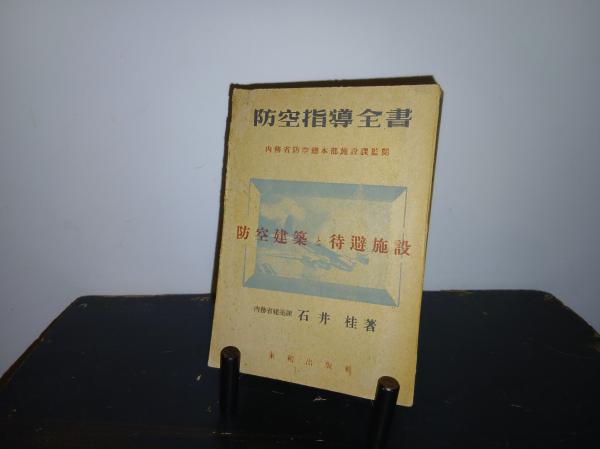 防空指導全書
内務省防空總本部施設課監閲
防空建築と待避施設
内務省建築課 石井桂著
東和出版社